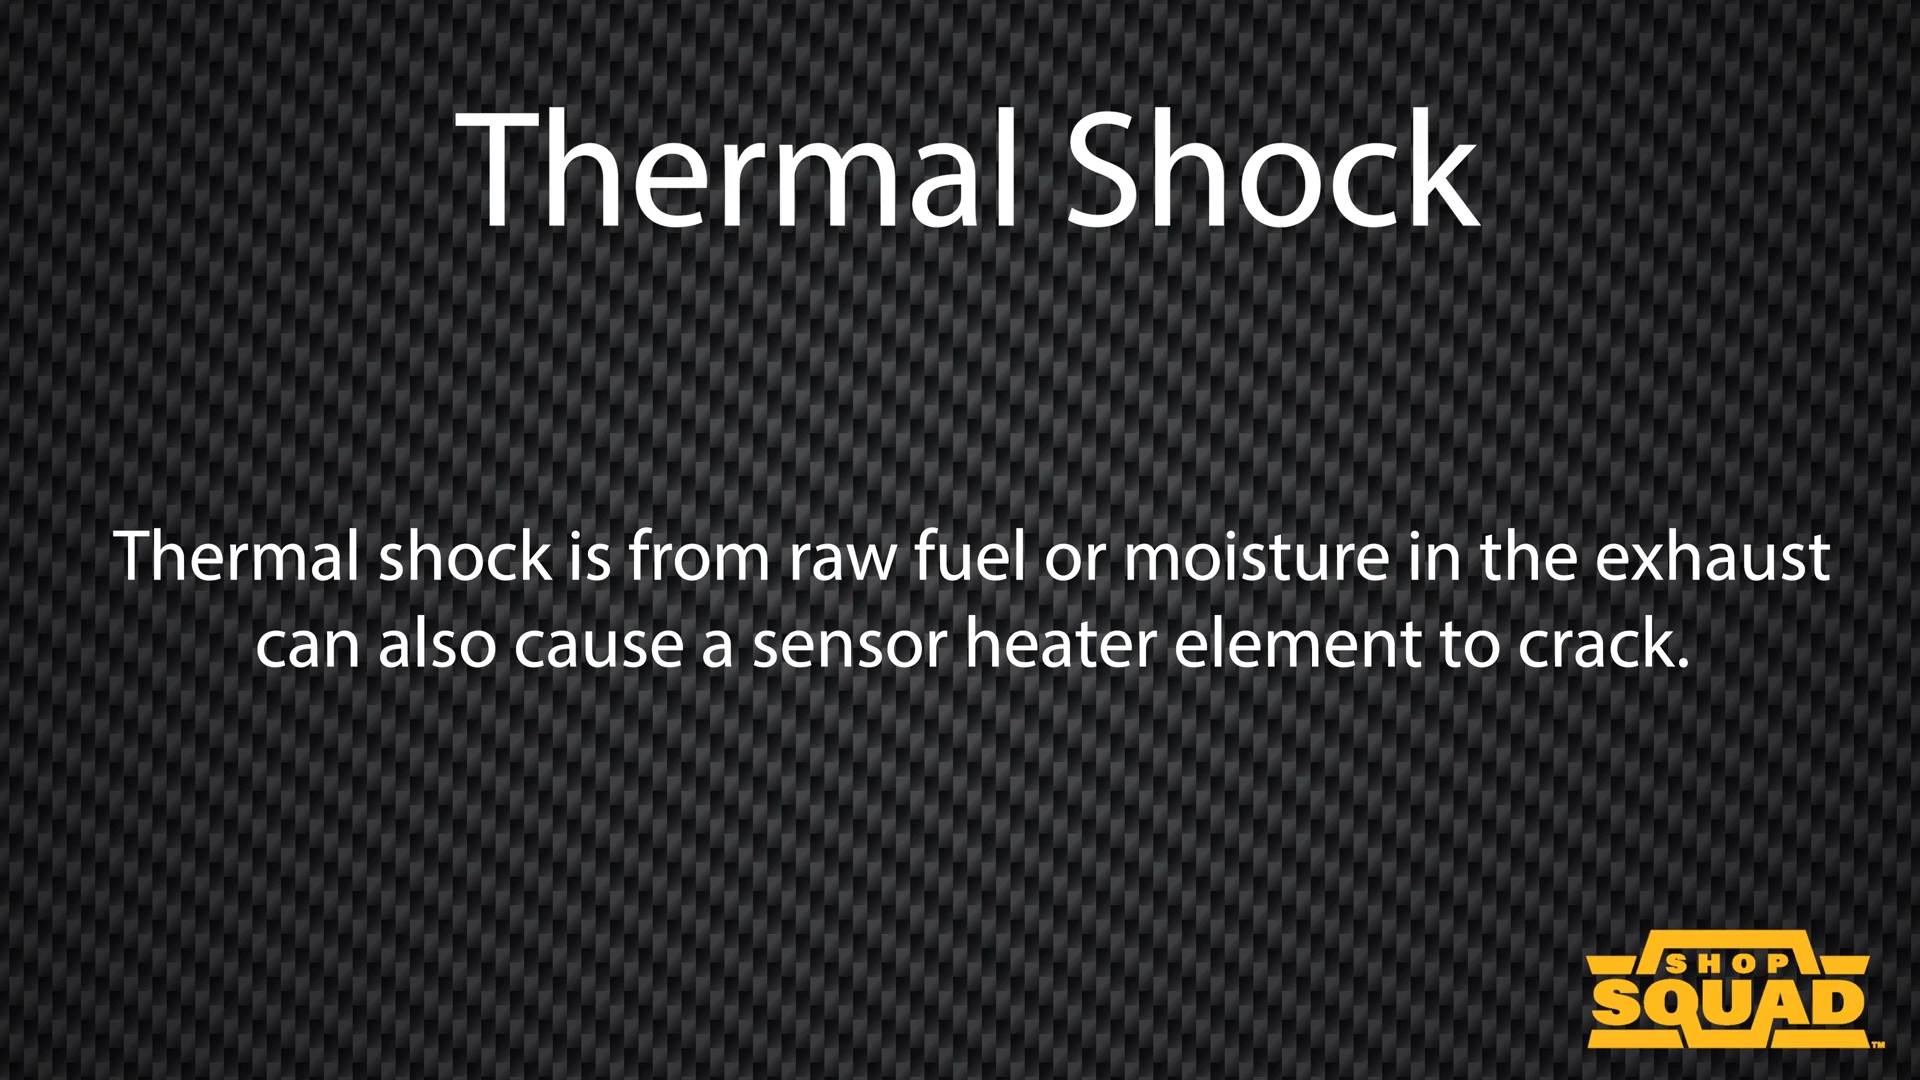 Thermal Shock
Thermal shock is from raw fuel or moisture in the exhaust
can also cause a sensor heater element to crack.
SHOP
SQUAD
TM